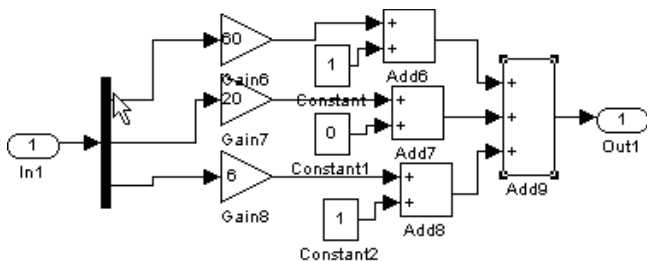 60
+
+
1
Add6
Gain6
+
20
Constant
+
+
0
+
1
1
In1
Gain7
Add7
+
Out1
Constant1
6
+
+
Add9
1
Gain8
Add8
Constant2